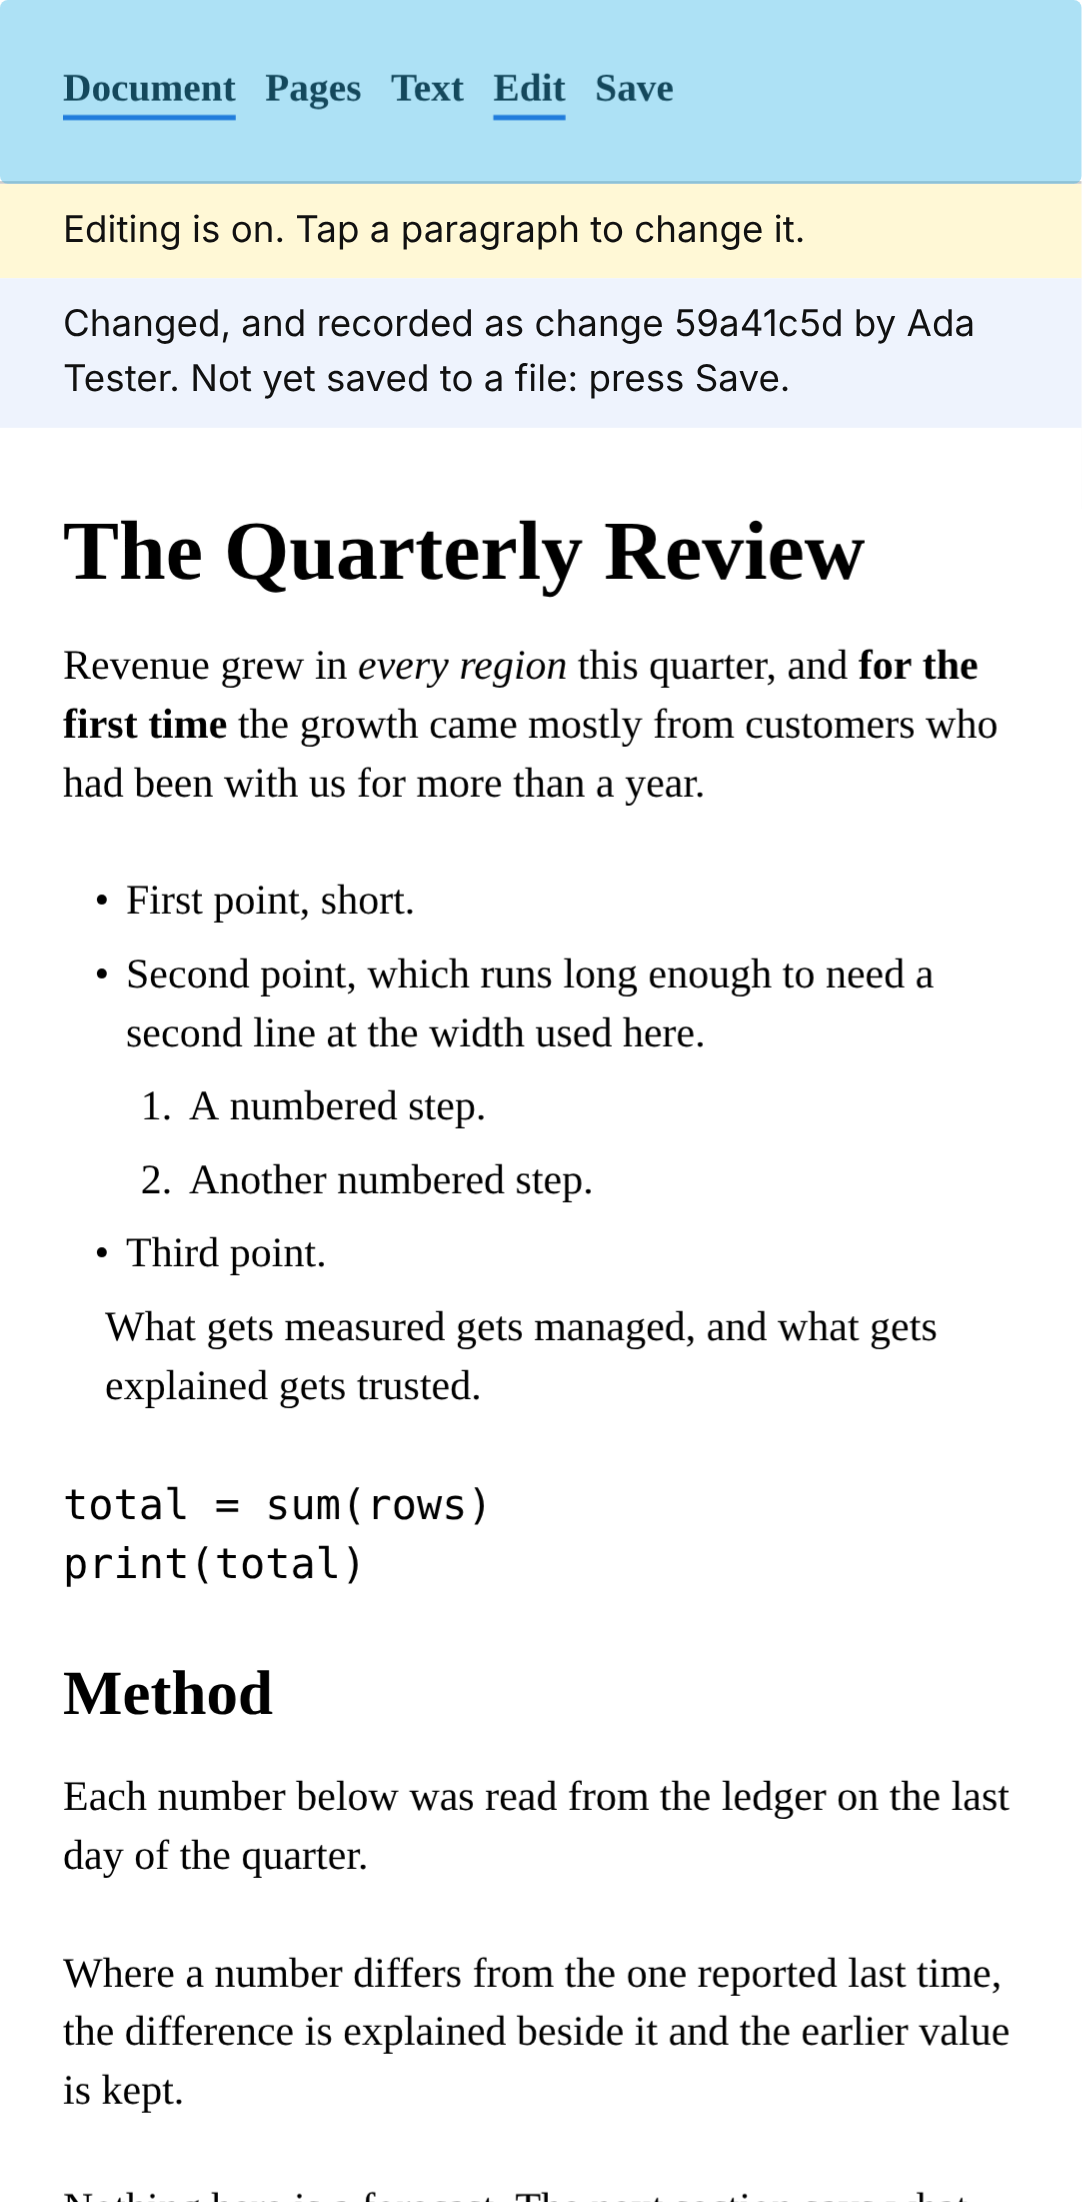 Document Pages Text Edit Save
Editing is on. Tap a paragraph to change it.
Changed, and recorded as change 59a41c5d by Ada
Tester. Not yet saved to a file: press Save.
The Quarterly Review
Revenue grew in every region this quarter, and for the
first time the growth came mostly from customers who
had been with us for more than a year.
• First point, short.
• Second point, which runs long enough to need a
second line at the width used here.
1. A numbered step.
2. Another numbered step.
• Third point.
What gets measured gets managed, and what gets
explained gets trusted.
total = sum(rows)
print(total)
Method
Each number below was read from the ledger on the last
day of the quarter.
Where a number differs from the one reported last time,
the difference is explained beside it and the earlier value
is kept.